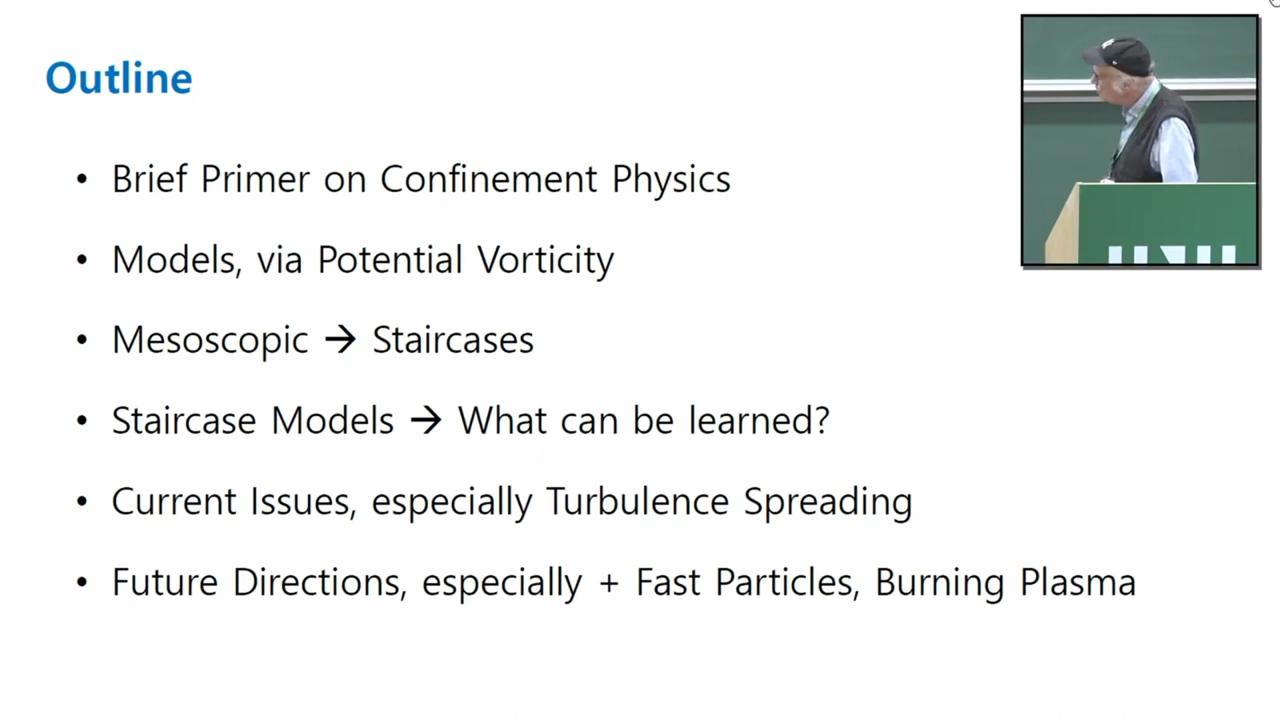 Outline
• Brief Primer on Confinement Physics
• Models, via Potential Vorticity
• Mesoscopic → Staircases
• Staircase Models → What can be learned?
• Current Issues, especially Turbulence Spreading
• Future Directions, especially + Fast Particles, Burning Plasma